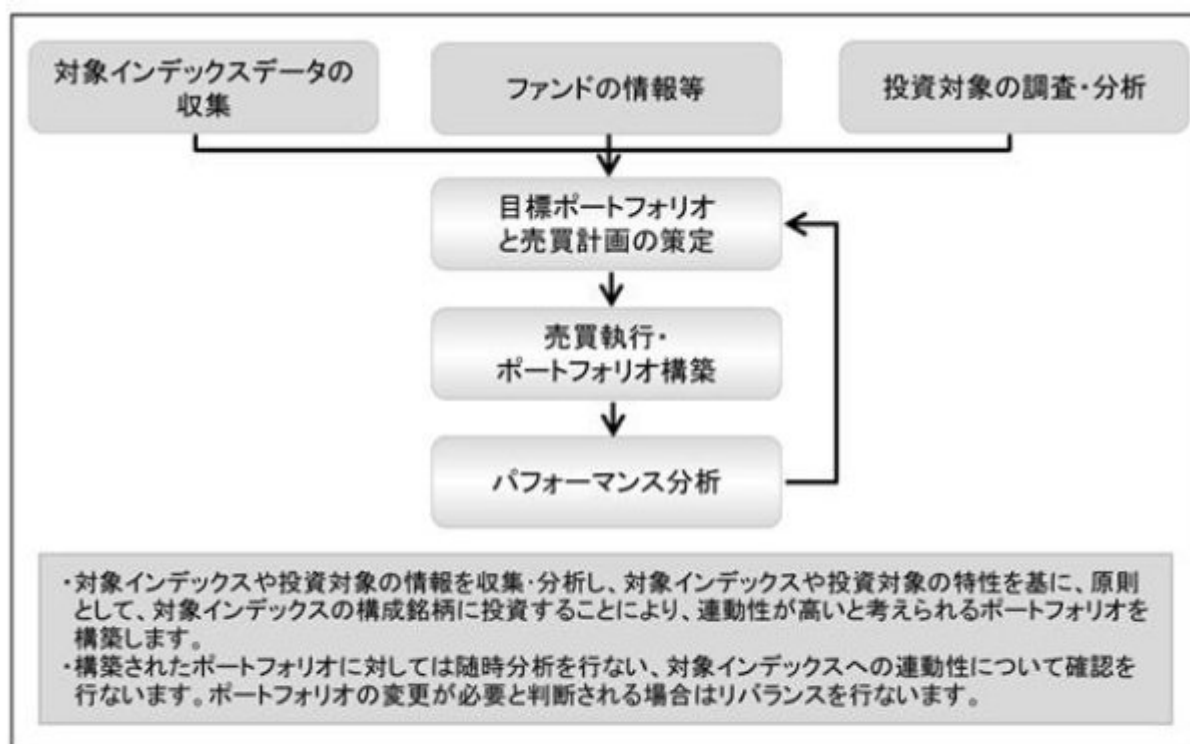 対象インデックスデータの
収集
ファンドの情報等
投資対象の調査・分析
目標ポートフォリオ
と売買計画の策定
売買執行・
ポートフォリオ構築
パフォーマンス分析
・対象インデックスや投資対象の情報を収集・分析し、対象インデックスや投資対象の特性を基に、原則
として、対象インデックスの構成銘柄に投資することにより、連動性が高いと考えられるポートフォリオを
構築します。
・構築されたポートフォリオに対しては随時分析を行ない、対象インデックスへの連動性について確認を
行ないます。ポートフォリオの変更が必要と判断される場合はリバランスを行ないます。